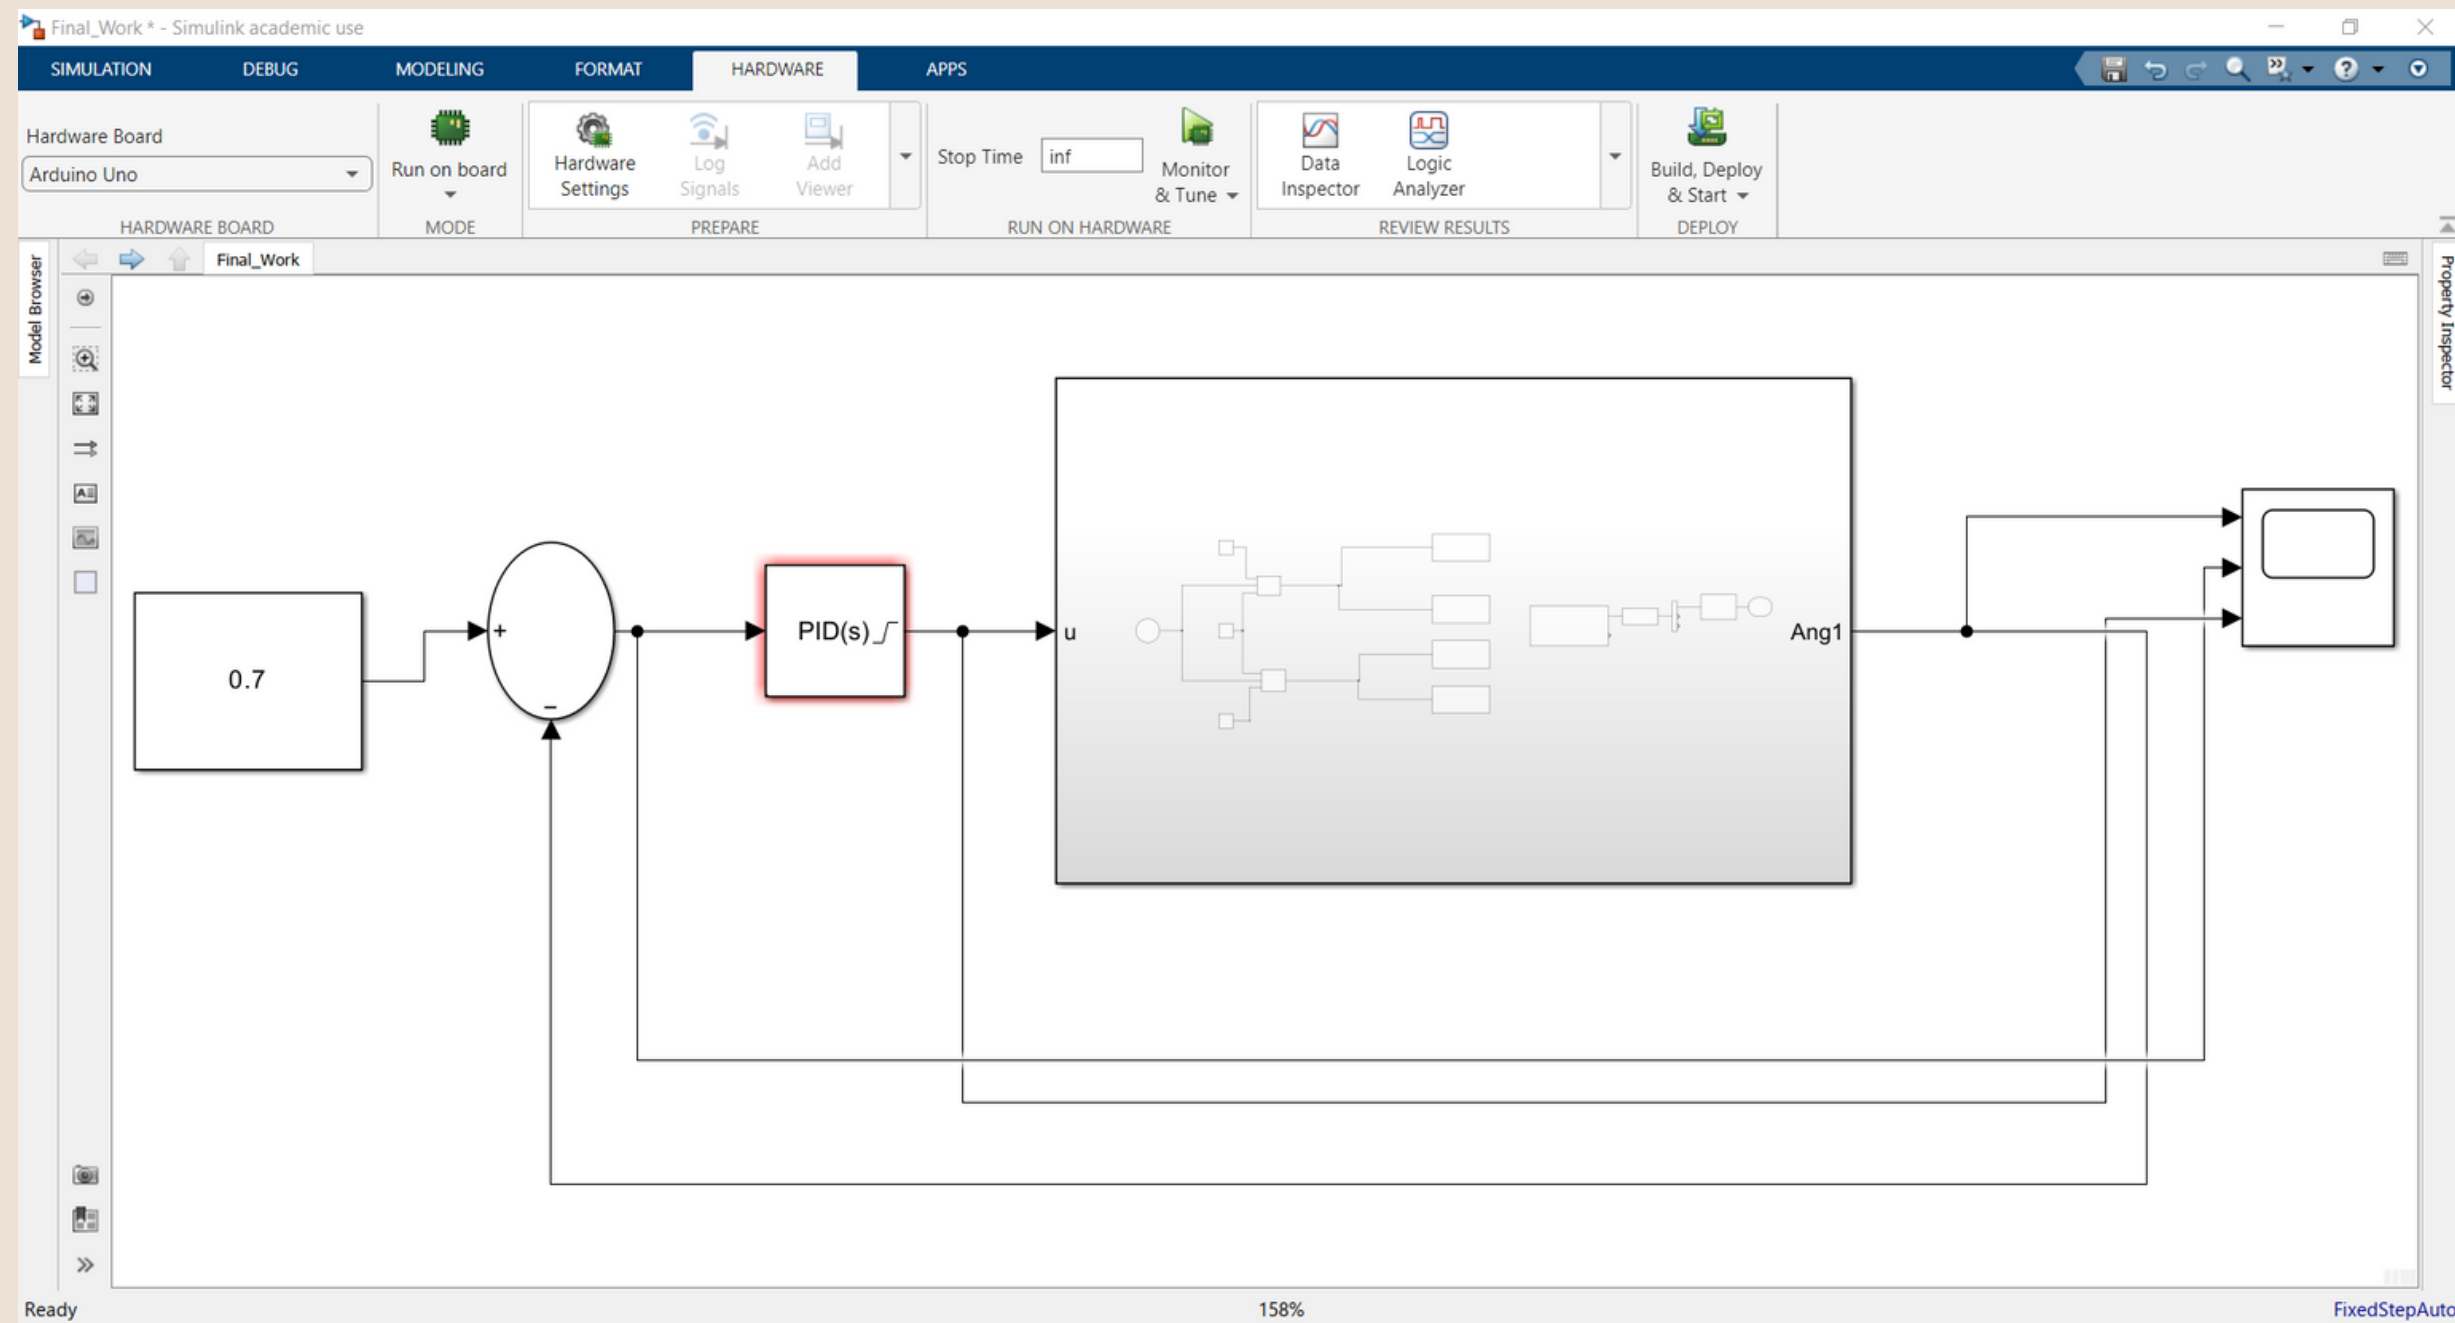 Final_Work * - Simulink academic use
SIMULATION DEBUG MODELING FORMAT HARDWARE APPS
Hardware Board
Arduino Uno
HARDWARE BOARD
Run on board
MODE
Hardware
Settings
Log
Signals
Add
Viewer
PREPARE
Stop Time inf
Monitor
& Tune
RUN ON HARDWARE
Data
Inspector
Logic
Analyzer
REVIEW RESULTS
Build, Deploy
& Start
DEPLOY
Model Browser
Final_Work
Property Inspector
0.7
+
−
PID(s)
u
Ang1
Ready
158%
FixedStepAuto